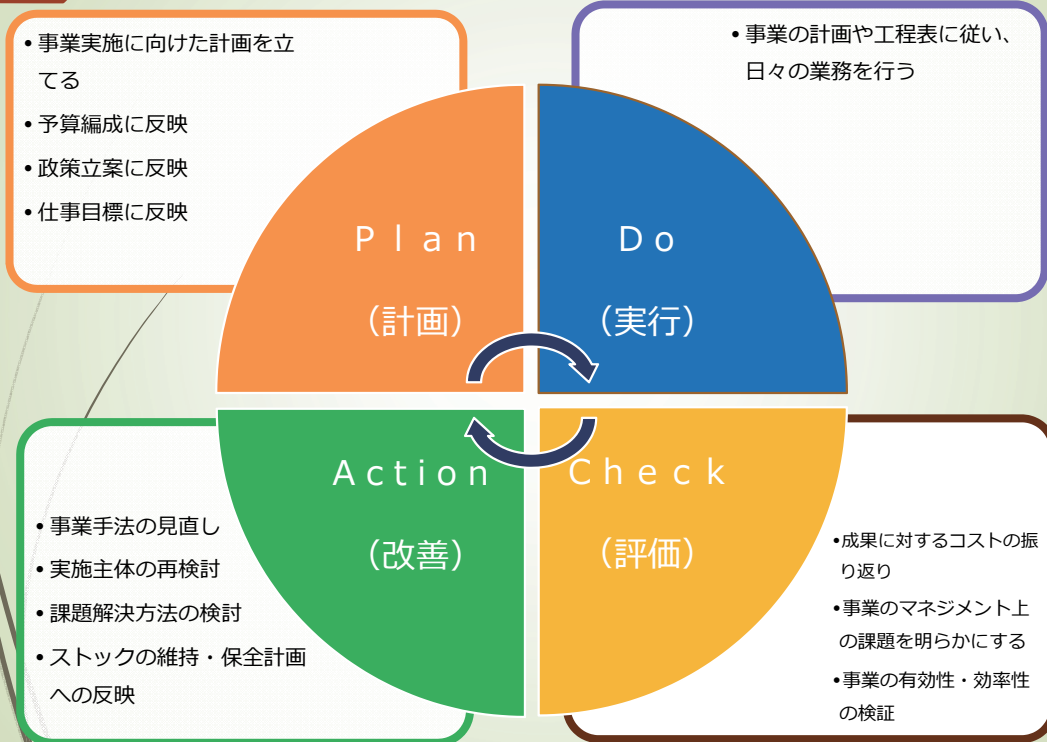 • 事業実施に向けた計画を立
てる
• 予算編成に反映
• 政策立案に反映
• 仕事目標に反映
• 事業の計画や工程表に従い、
日々の業務を行う
Ｐｌａｎ
（計画）
Ｄｏ
（実行）
Ａｃｔｉｏｎ
（改善）
Ｃｈｅｃｋ
（評価）
• 事業手法の見直し
• 実施主体の再検討
• 課題解決方法の検討
• ストックの維持・保全計画
への反映
•成果に対するコストの振
り返り
•事業のマネジメント上
の課題を明らかにする
•事業の有効性・効率性
の検証